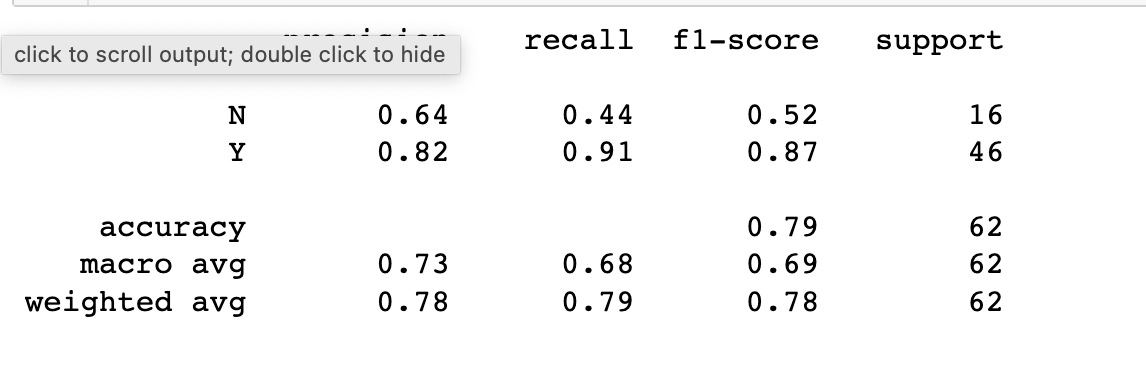 recall f1-score support
click to scroll output; double click to hide
N 0.64 0.44 0.52 16
Y 0.82 0.91 0.87 46
accuracy 0.79 62
macro avg 0.73 0.68 0.69 62
weighted avg 0.78 0.79 0.78 62